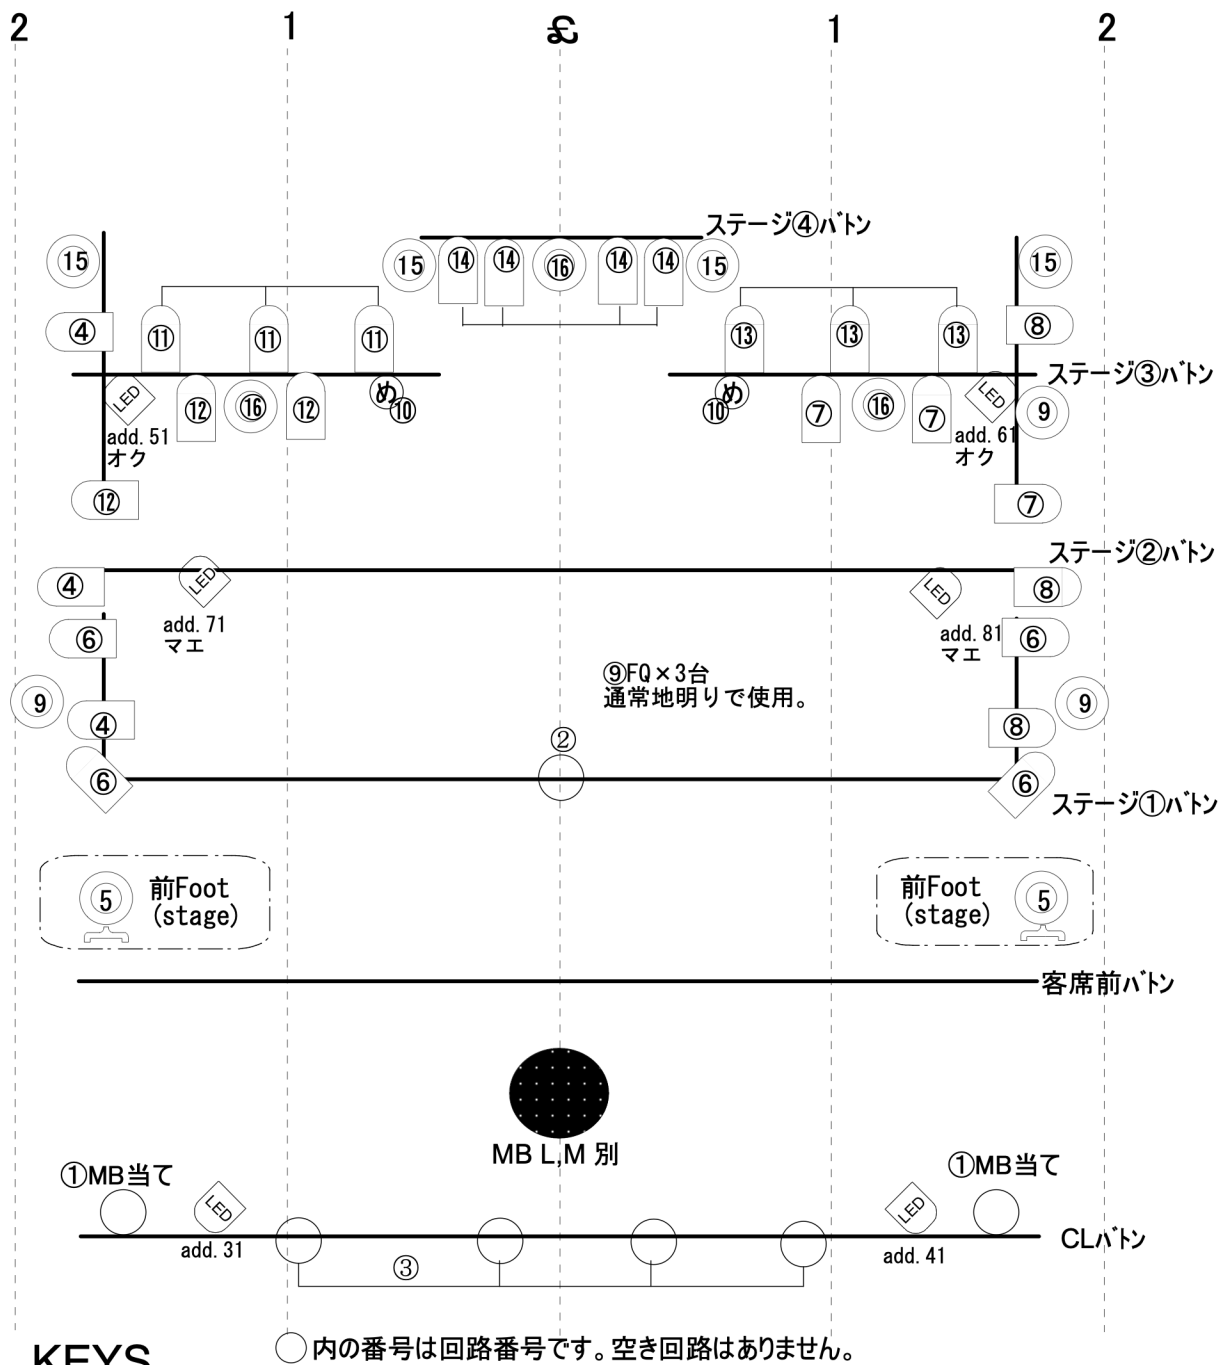 2 1 £ 1 2
ステージ④バトン
15 15 ⑭ ⑭ ⑯ ⑭ ⑭ 15 15
④ ⑪ ⑪ ⑪ ⑬ ⑬ ⑬ ⑧
ステージ③バトン
LED ⑫ ⑯ ⑫ め ⑩ め ⑩ ⑦ ⑯ ⑦ LED 9
add.51
オク
add.61
オク
⑫ ⑦
ステージ②バトン
④ LED LED ⑧
add.71
マエ
add.81
マエ
⑥ ⑥
⑨FQ×3台
通常地明りで使用。
9 ④ ⑧ 9
②
⑥ ⑥
ステージ①バトン
5 前Foot
(stage)
前Foot
(stage) 5
客席前バトン
MB L,M 別
①MB当て ①MB当て
LED LED
add.31 add.41
CLバトン
③
KEYS
◯内の番号は回路番号です。空き回路はありません。